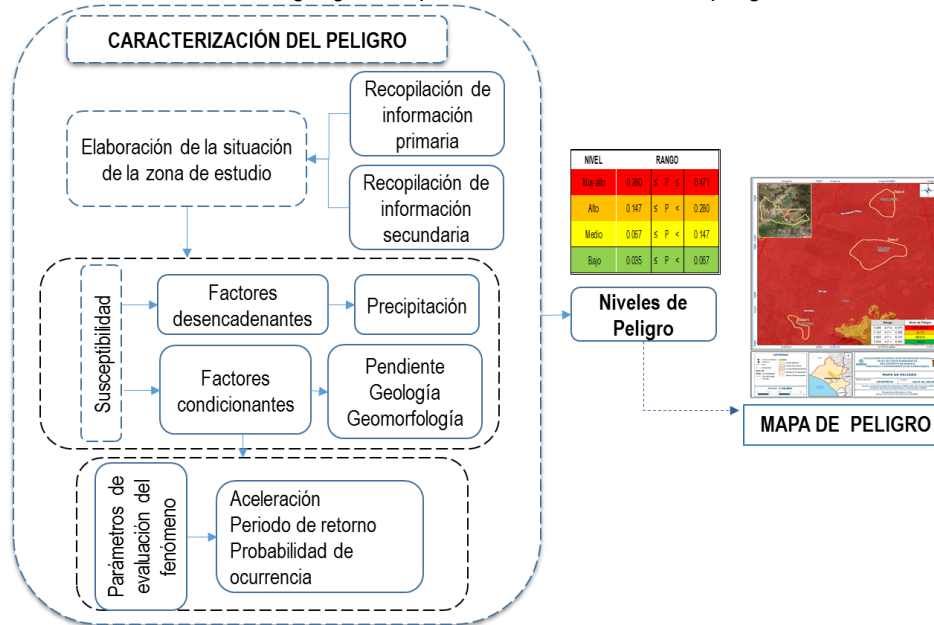 CARACTERIZACIÓN DEL PELIGRO
Recopilación de
información
primaria
Elaboración de la situación
de la zona de estudio
Recopilación de
información
secundaria
Susceptibilidad
Factores
desencadenantes
Precipitación
Factores
condicionantes
Pendiente
Geología
Geomorfología
Parámetros de
evaluación del
fenómeno
Aceleración
Periodo de retorno
Probabilidad de
ocurrencia
NIVEL RANGO
Muy alto 0.280 ≤ P ≤ 0.471
Alto 0.147 ≤ P < 0.280
Medio 0.067 ≤ P < 0.147
Bajo 0.035 ≤ P < 0.067
Niveles de
Peligro
MAPA DE PELIGRO
MAPA DE PELIGRO